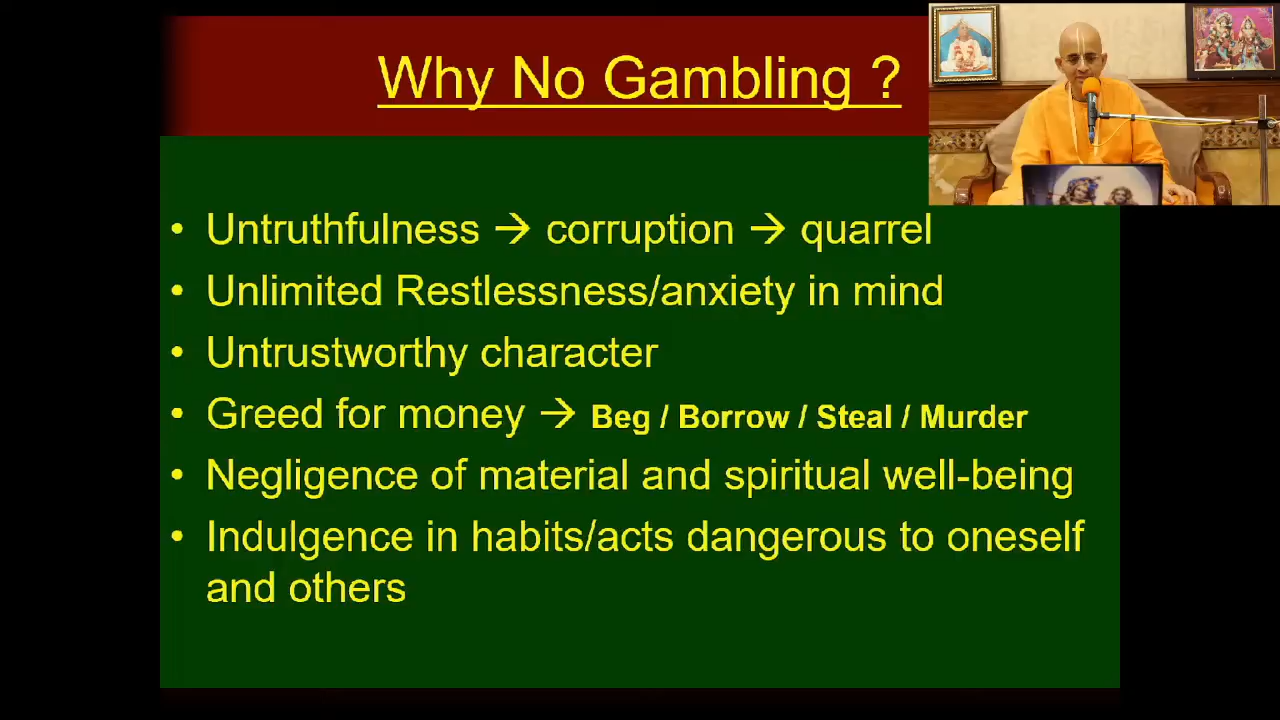 Why No Gambling ?
• Untruthfulness → corruption → quarrel
• Unlimited Restlessness/anxiety in mind
• Untrustworthy character
• Greed for money → Beg / Borrow / Steal / Murder
• Negligence of material and spiritual well-being
• Indulgence in habits/acts dangerous to oneself
and others